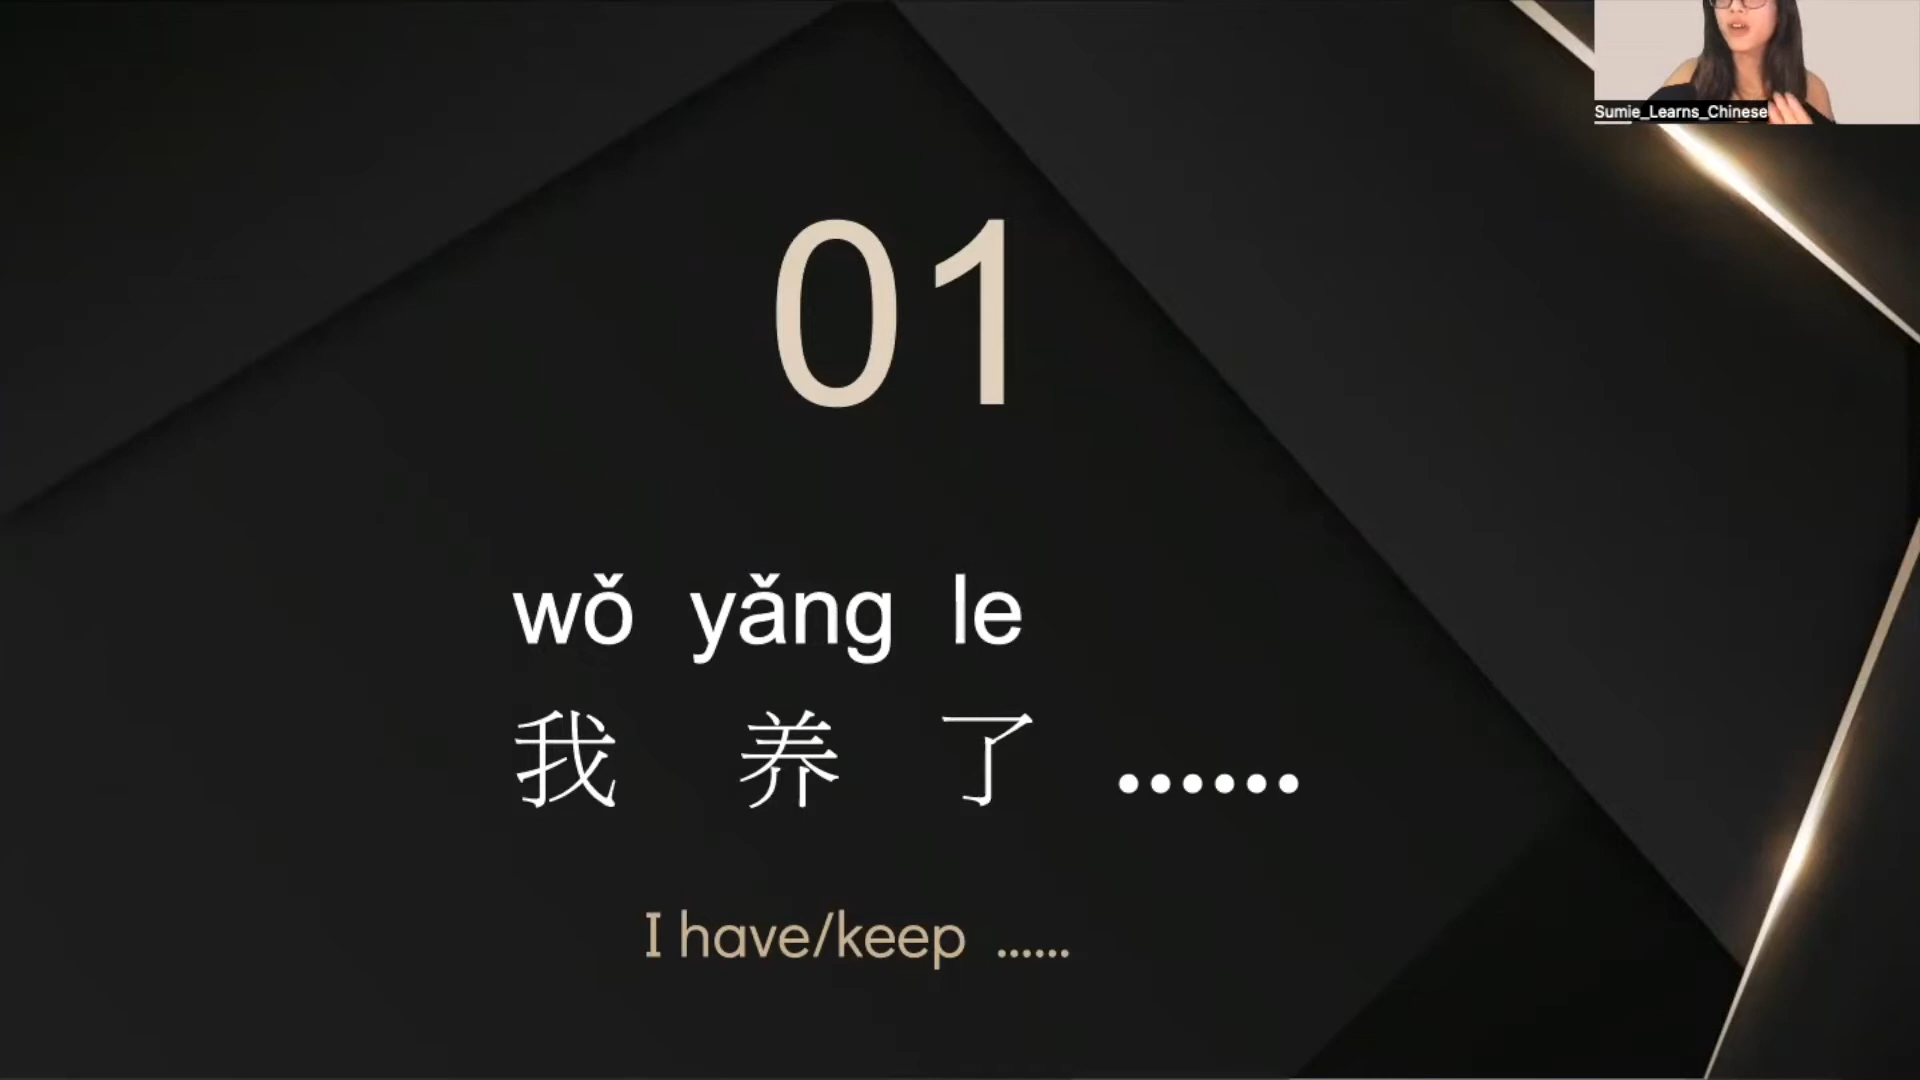 Sumie_Learns_Chinese
01
wǒ yǎng le
我 养 了 ……
I have/keep ......